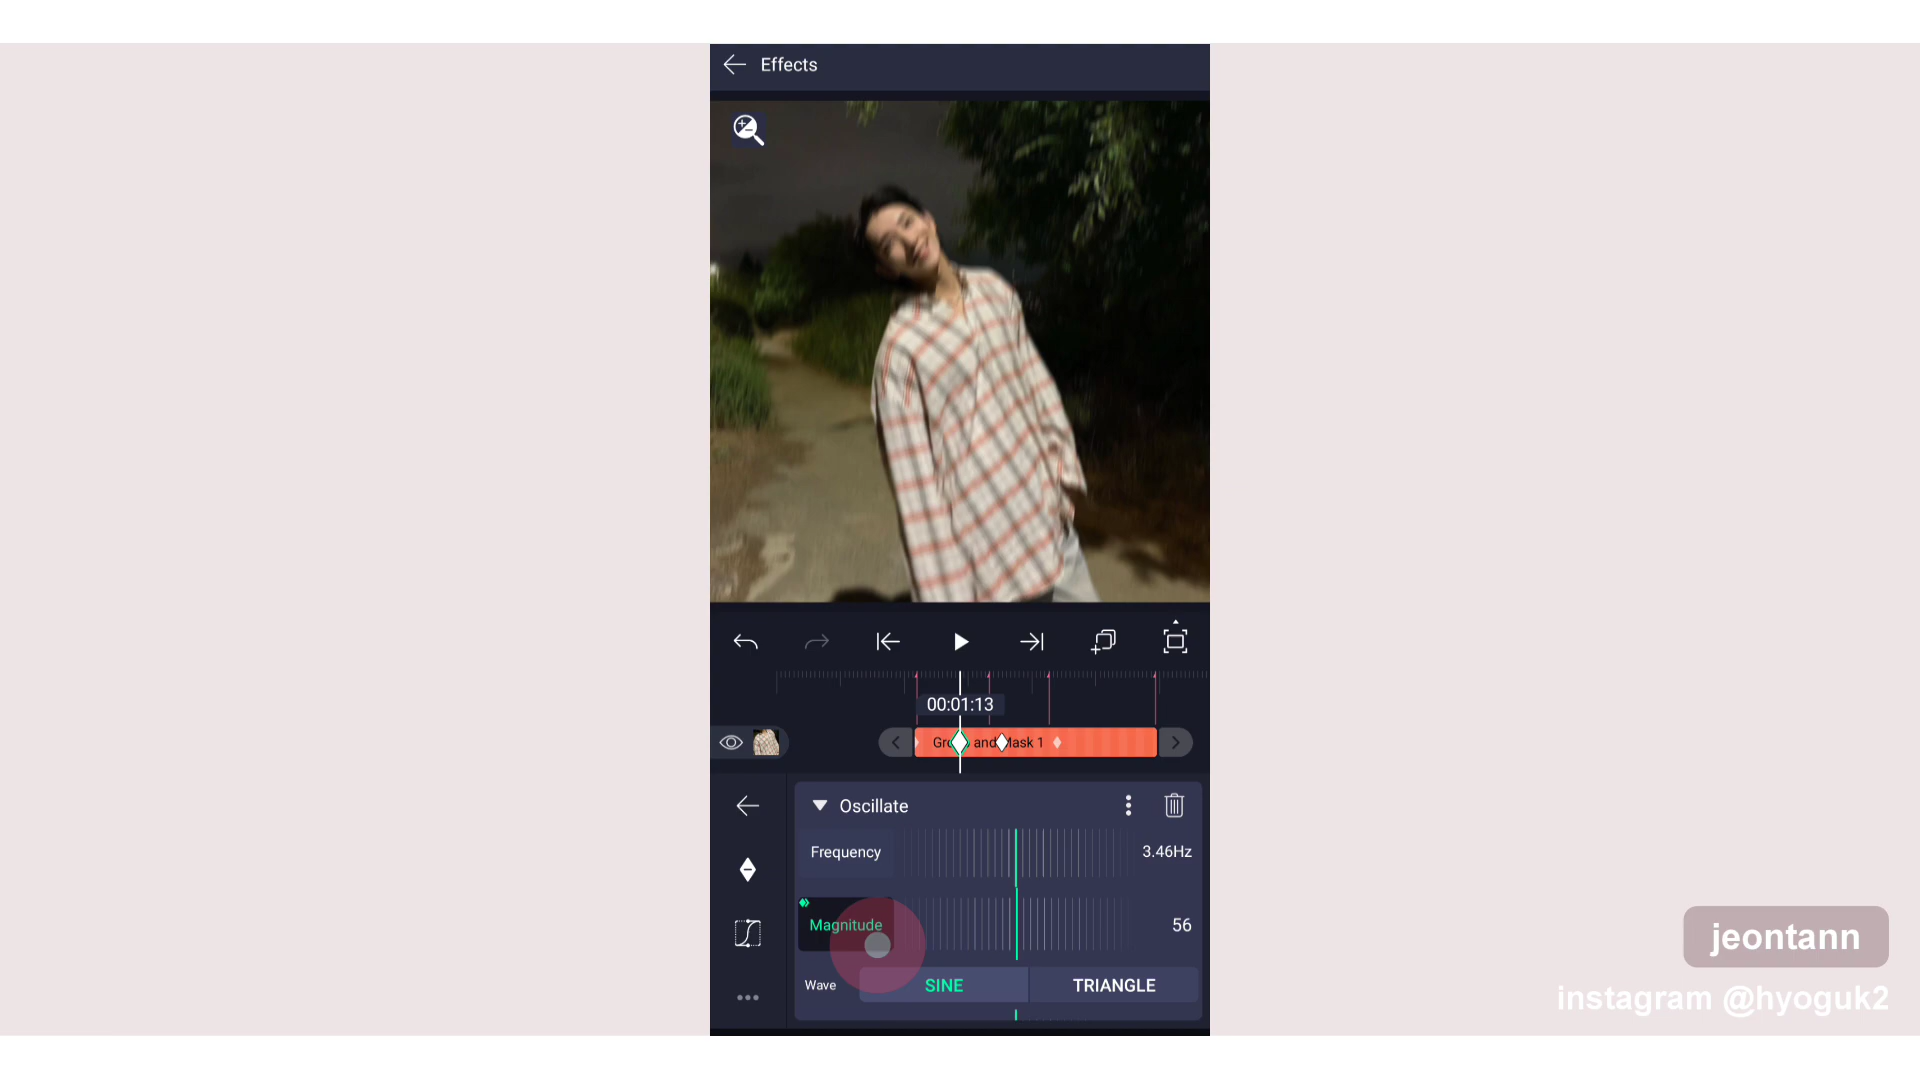 Effects
00:01:13
Gr and Mask 1
Oscillate
Frequency
3.46Hz
Magnitude
56
Wave
SINE
TRIANGLE
jeontann
instagram @hyoguk2